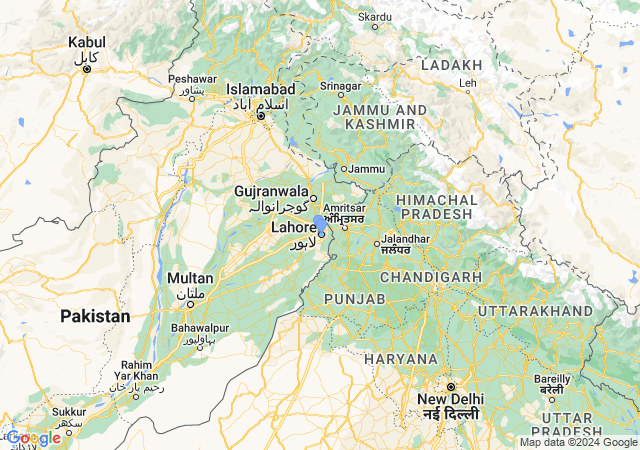 Skardu
Kabul
کابل
LADAKH
Leh
Peshawar
پشاور
Islamabad
اسلام آباد
Srinagar
JAMMU AND
KASHMIR
Jammu
Gujranwala
گوجرانوالہ
HIMACHAL
PRADESH
Amritsar
ਅੰਮ੍ਰਿਤਸਰ
Lahore
لاہور
Jalandhar
ਜਲੰਧਰ
Multan
ملتان
CHANDIGARH
PUNJAB
UTTARAKHAND
Pakistan
Bahawalpur
بہاولپور
HARYANA
Rahim
Yar Khan
رحیم یار خان
Bareilly
बरेली
New Delhi
नई दिल्ली
Sukkur
سکھر
UTTAR
PRADESH
Google
Map data ©2024 Google